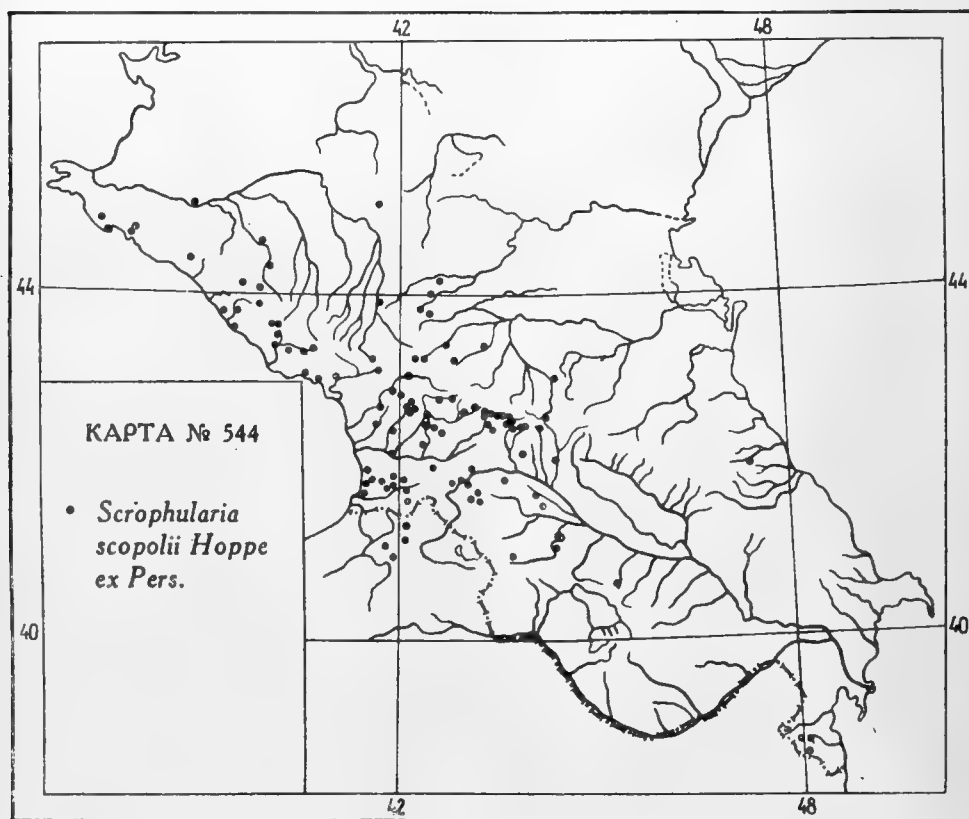 42 48
44 44
КАРТА № 544
Scrophularia
scopolii Hoppe
ex Pers.
40 40
42 48